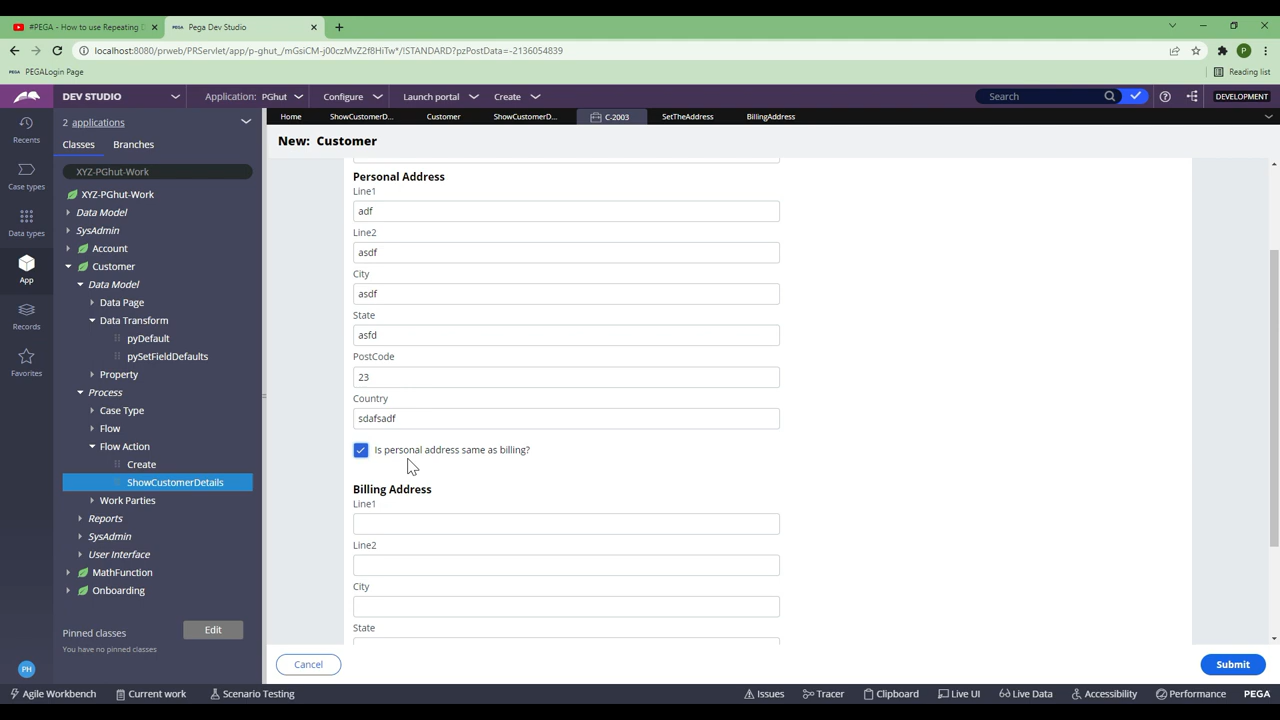 #PEGA - How to use Repeating D
PEGA Pega Dev Studio
localhost:8080/prweb/PRServlet/app/p-ghut_/mGsiCM-j00czMvZ2f8HiTw*/!STANDARD?pzPostData=-2136054839
P
PEGA PEGALogin Page
Reading list
DEV STUDIO
Application: PGhut
Configure
Launch portal
Create
Search
DEVELOPMENT
Recents
Case types
Data types
App
Records
Favorites
PH
2 applications
Classes Branches
XYZ-PGhut-Work
XYZ-PGhut-Work
Data Model
SysAdmin
Account
Customer
Data Model
Data Page
Data Transform
pyDefault
pySetFieldDefaults
Property
Process
Case Type
Flow
Flow Action
Create
ShowCustomerDetails
Work Parties
Reports
SysAdmin
User Interface
MathFunction
Onboarding
Pinned classes
Edit
You have no pinned classes
Home ShowCustomerD... Customer ShowCustomerD... C-2003 SetTheAddress BillingAddress
New: Customer
Personal Address
Line1
adf
Line2
asdf
City
asdf
State
asfd
PostCode
23
Country
sdafsadf
Is personal address same as billing?
Billing Address
Line1
Line2
City
State
Cancel
Submit
Agile Workbench Current work Scenario Testing Issues Tracer Clipboard Live UI Live Data Accessibility Performance PEGA